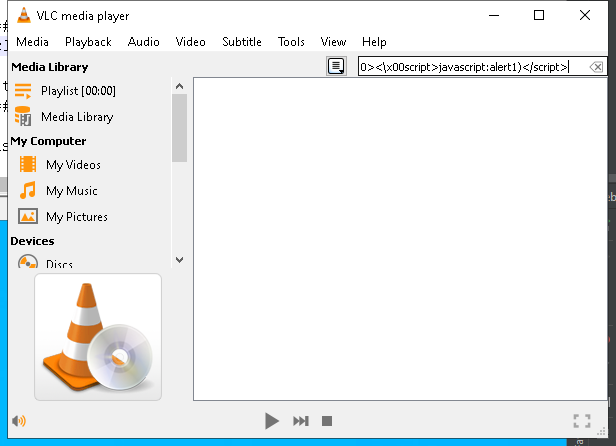 VLC media player
Media Playback Audio Video Subtitle Tools View Help
Media Library
0><\x00script>javascript:alert1)</script>
Playlist [00:00]
Media Library
My Computer
My Videos
My Music
My Pictures
Devices
Discs